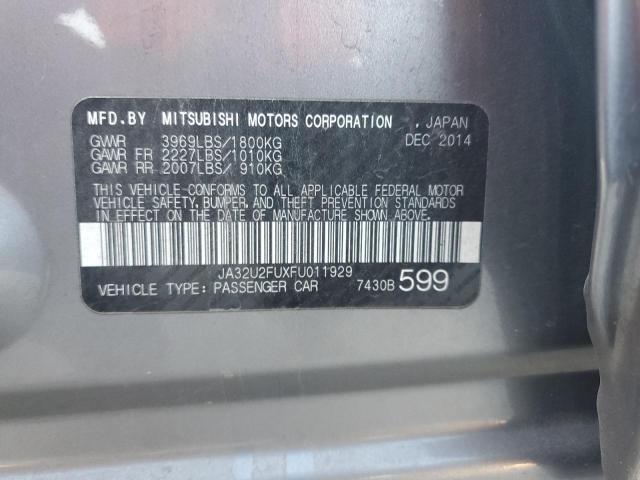 MFD.BY MITSUBISHI MOTORS CORPORATION . JAPAN
GVWR 3969LBS/1800KG DEC 2014
GAWR FR 2227LBS/1010KG
GAWR RR 2007LBS/ 910KG
THIS VEHICLE-CONFORMS TO ALL APPLICABLE FEDERAL MOTOR
VEHICLE SAFETY,BUMPER,AND THEFT PREVENTION STANDARDS
IN EFFECT ON THE DATE OF MANUFACTURE SHOWN ABOVE.
JA32U2FUXFU011929
VEHICLE TYPE: PASSENGER CAR 7430B 599